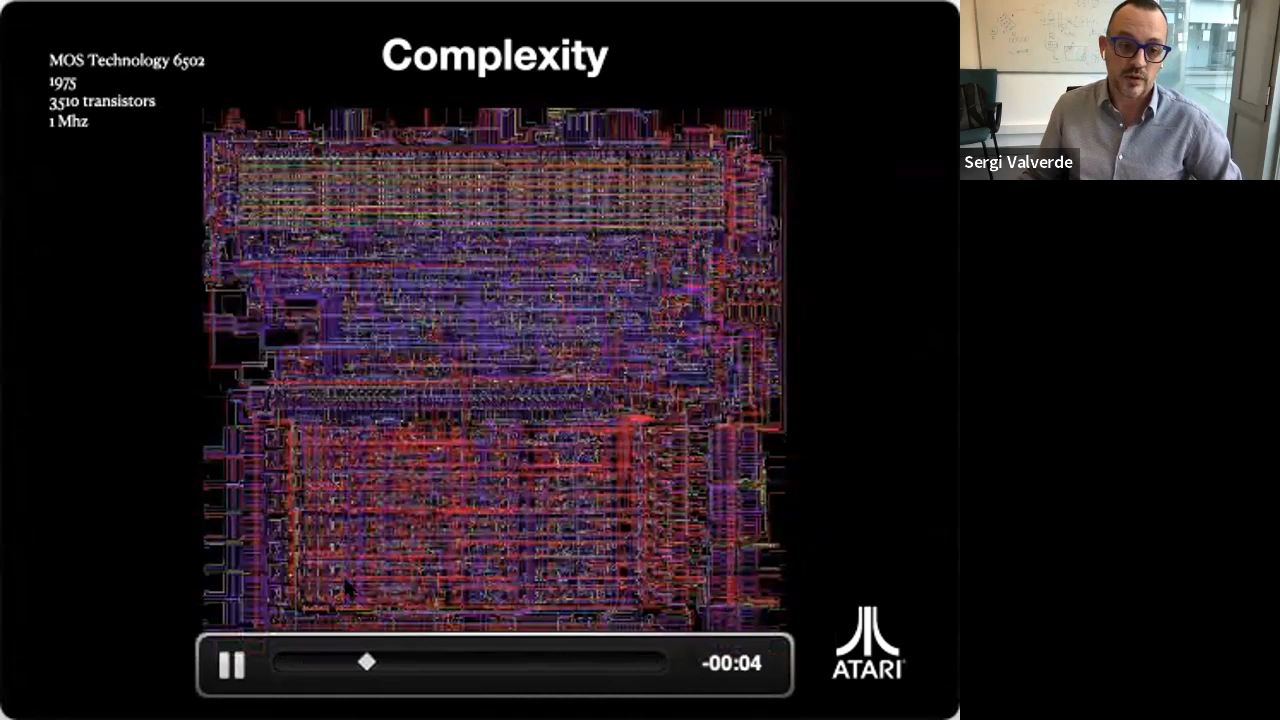 Complexity
MOS Technology 6502
1975
3510 transistors
1 Mhz
Sergi Valverde
-00:04
ATARI